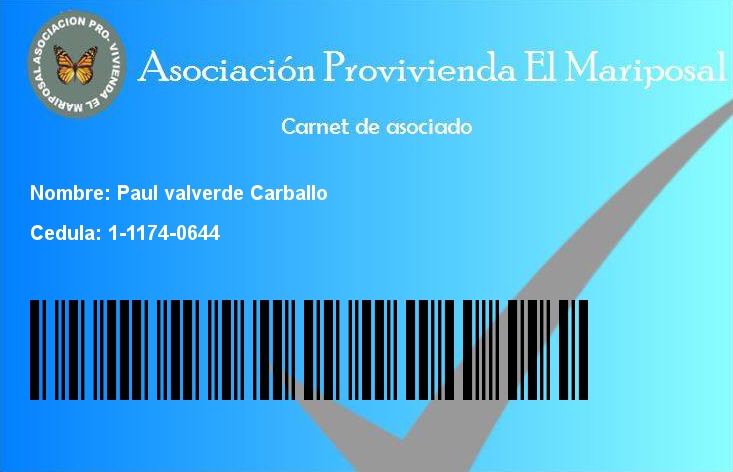 ASOCIACION PRO. VIVIENDA EL MARIPOSAL
Asociación Provivienda El Mariposal
Carnet de asociado
Nombre: Paul valverde Carballo
Cedula: 1-1174-0644